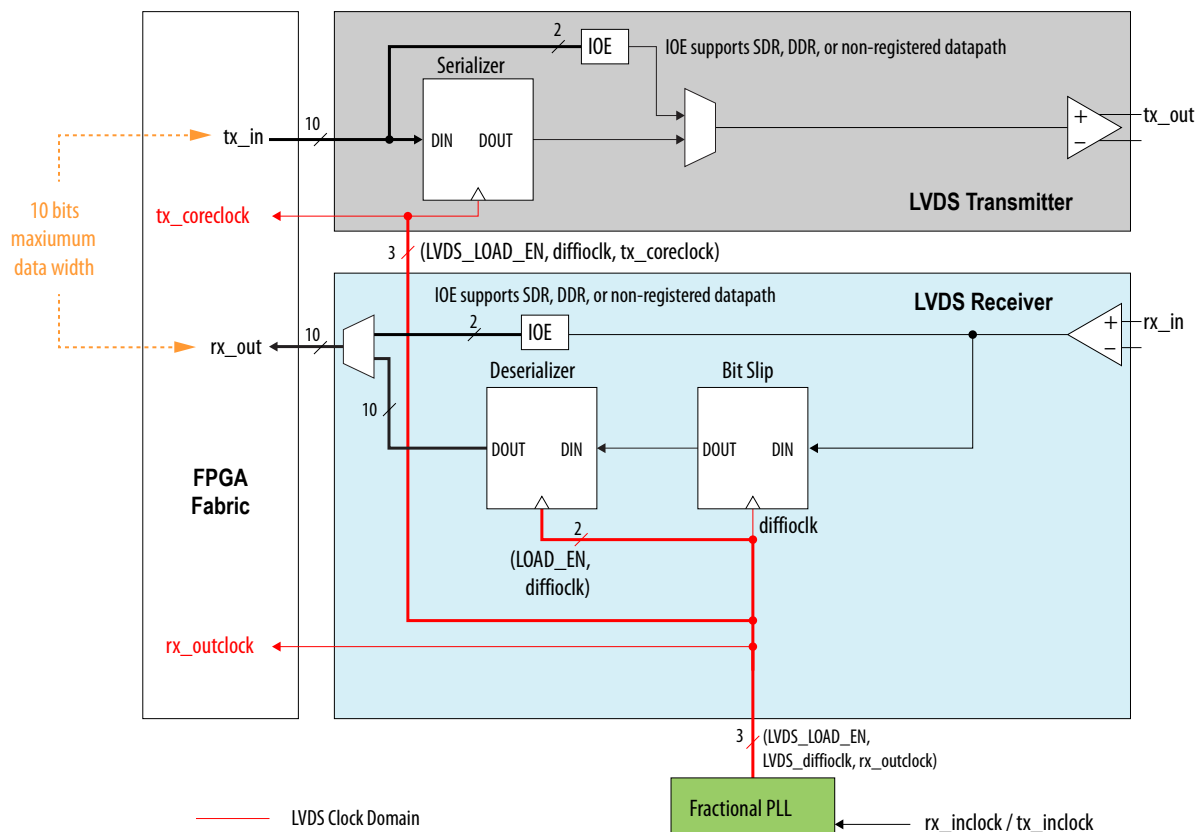 2
IOE
IOE supports SDR, DDR, or non-registered datapath
Serializer
10 bits
maxiumum
data width
tx_in
10
DIN
DOUT
+
−
tx_out
tx_coreclock
LVDS Transmitter
3
(LVDS_LOAD_EN, diffioclk, tx_coreclock)
IOE supports SDR, DDR, or non-registered datapath
LVDS Receiver
rx_out
10
2
IOE
+
−
rx_in
Deserializer
Bit Slip
10
DOUT
DIN
DOUT
DIN
FPGA
Fabric
2
diffioclk
(LOAD_EN,
diffioclk)
rx_outclock
3
(LVDS_LOAD_EN,
LVDS_diffioclk, rx_outclock)
LVDS Clock Domain
Fractional PLL
rx_inclock / tx_inclock